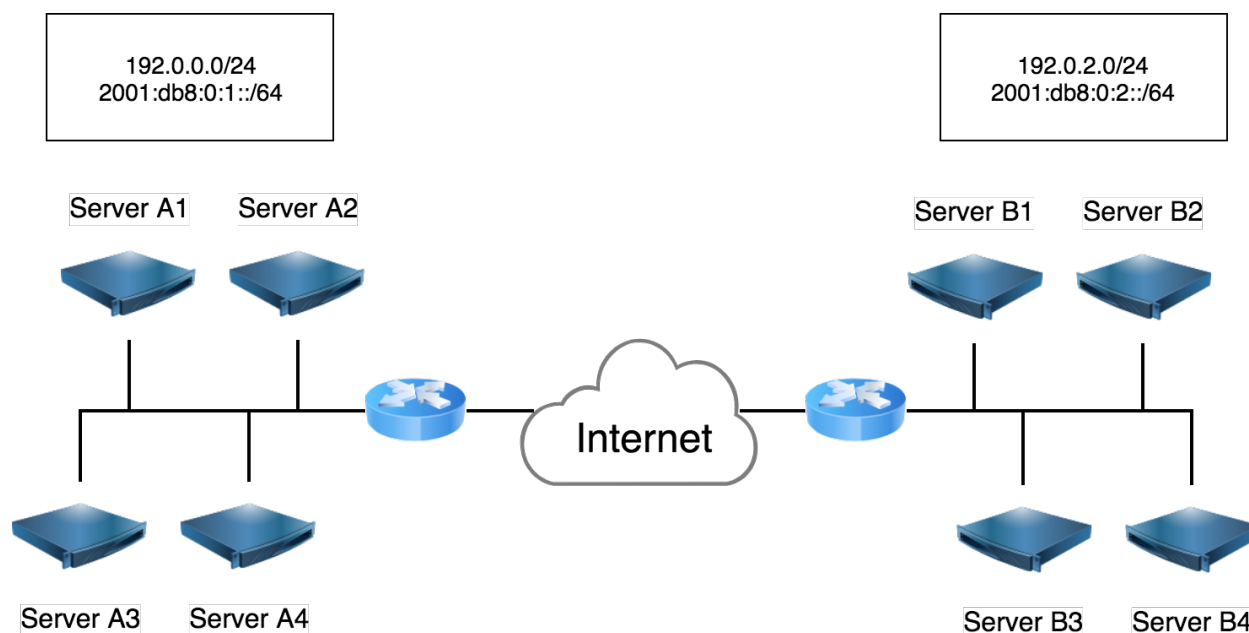 192.0.0.0/24
2001:db8:0:1::/64
192.0.2.0/24
2001:db8:0:2::/64
Server A1
Server A2
Server B1
Server B2
Internet
Server A3
Server A4
Server B3
Server B4